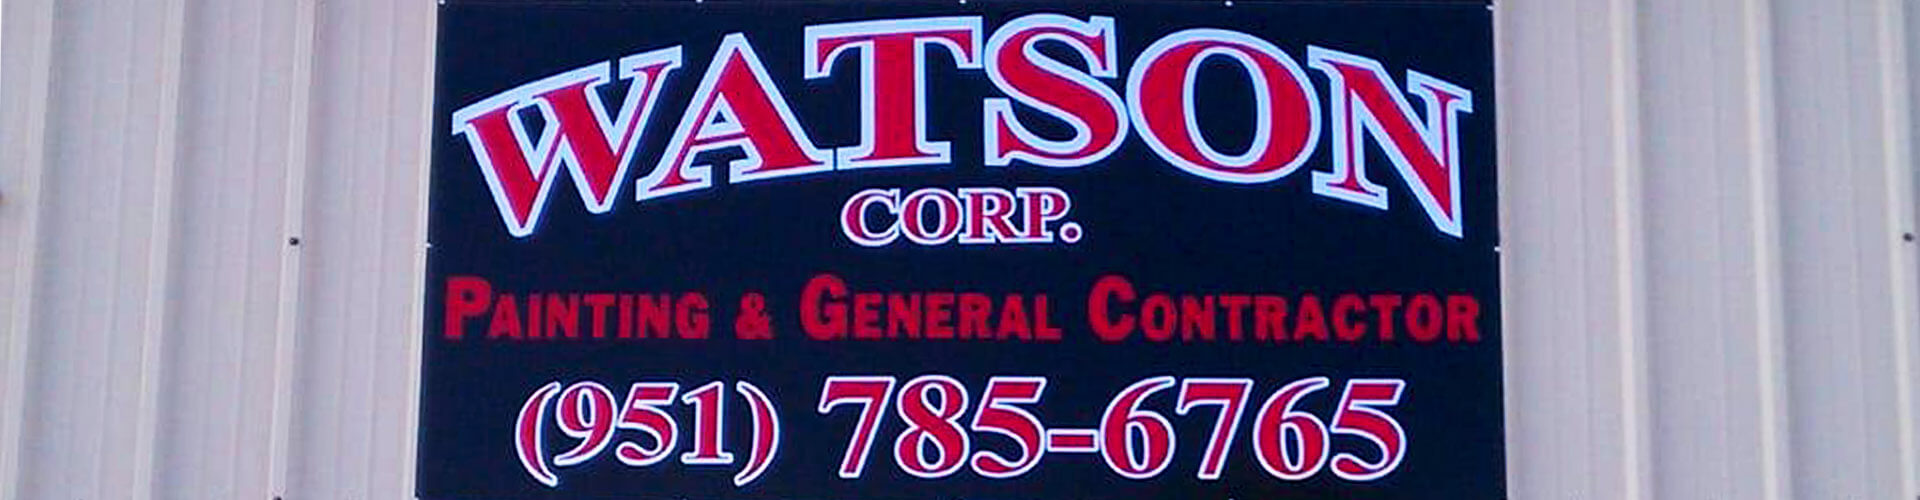 WATSON
CORP.
PAINTING & GENERAL CONTRACTOR
(951) 785-6765